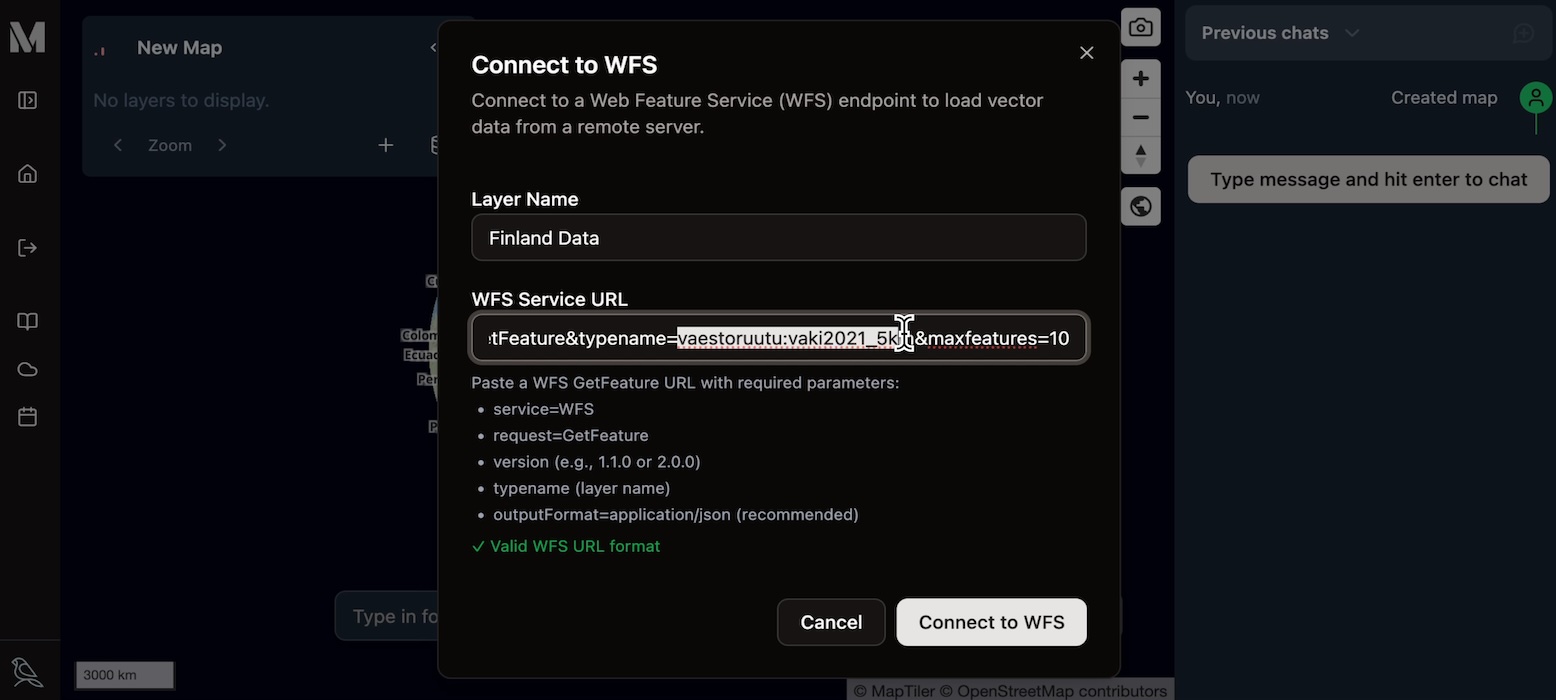 New Map
No layers to display.
Zoom
Connect to WFS
Connect to a Web Feature Service (WFS) endpoint to load vector
data from a remote server.
Layer Name
Finland Data
WFS Service URL
tFeature&typename=vaestoruutu:vaki2021_5km&maxfeatures=10
Paste a WFS GetFeature URL with required parameters:
• service=WFS
• request=GetFeature
• version (e.g., 1.1.0 or 2.0.0)
• typename (layer name)
• outputFormat=application/json (recommended)
✓ Valid WFS URL format
Cancel
Connect to WFS
Colom
Ecuad
Per
Type in fo
3000 km
© MapTiler © OpenStreetMap contributors
Previous chats
You, now
Created map
Type message and hit enter to chat